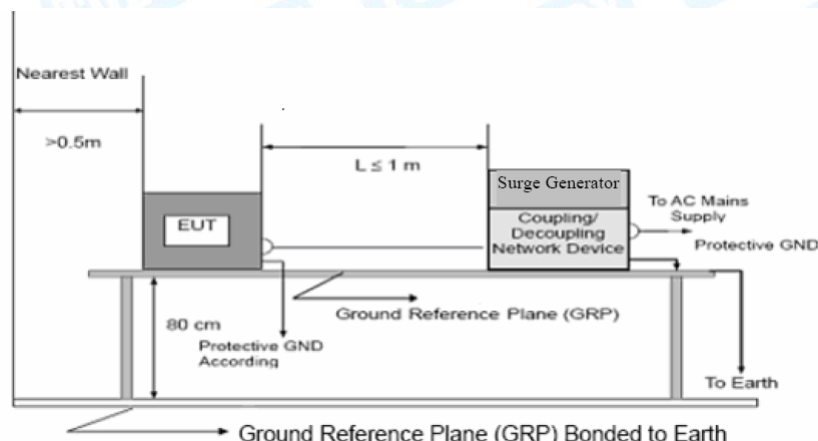 Nearest Wall
>0.5m
L ≤ 1 m
EUT
Surge Generator
Coupling/
Decoupling
Network Device
To AC Mains
Supply
Protective GND
Ground Reference Plane (GRP)
80 cm
Protective GND
According
To Earth
Ground Reference Plane (GRP) Bonded to Earth